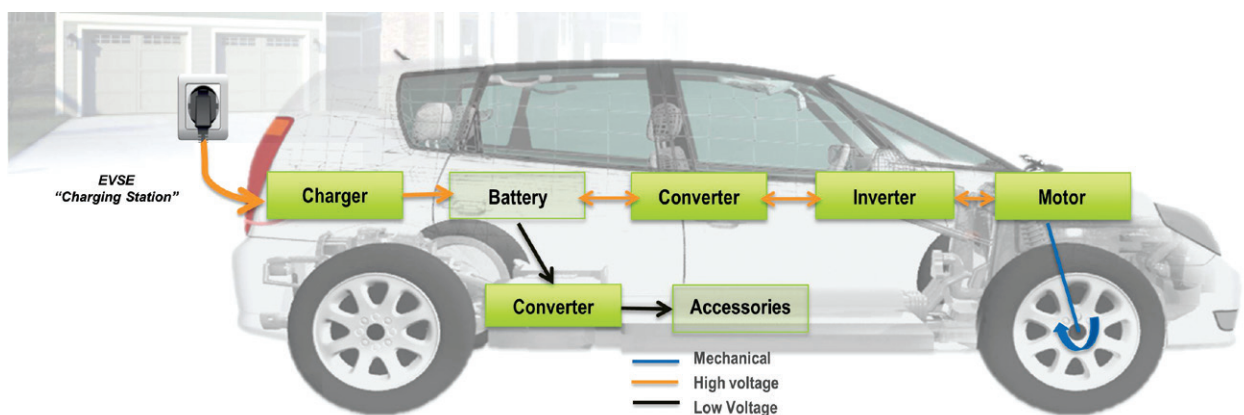 EVSE
“Charging Station”
Charger
Battery
Converter
Inverter
Motor
Converter
Accessories
Mechanical
High voltage
Low Voltage